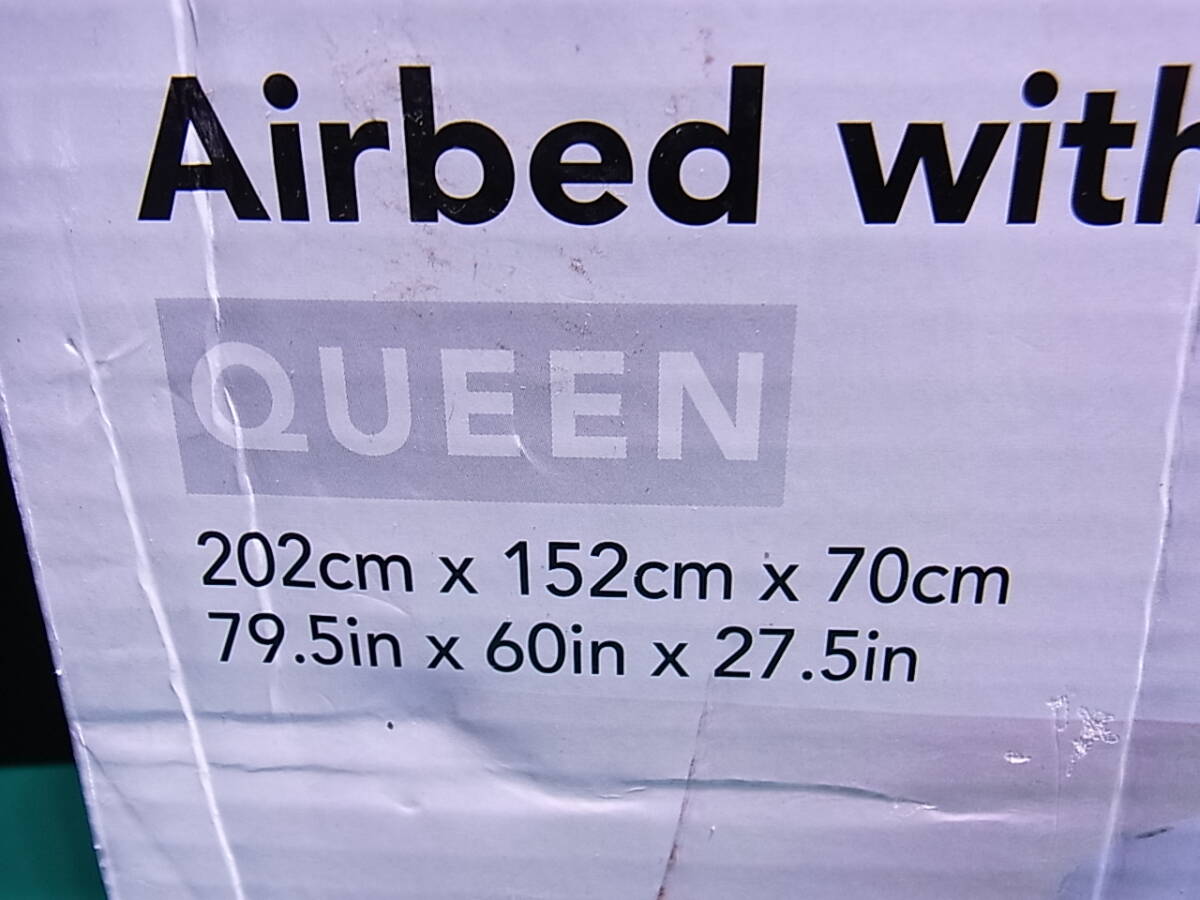 Airbed with
QUEEN
202cm x 152cm x 70cm
79.5in x 60in x 27.5in